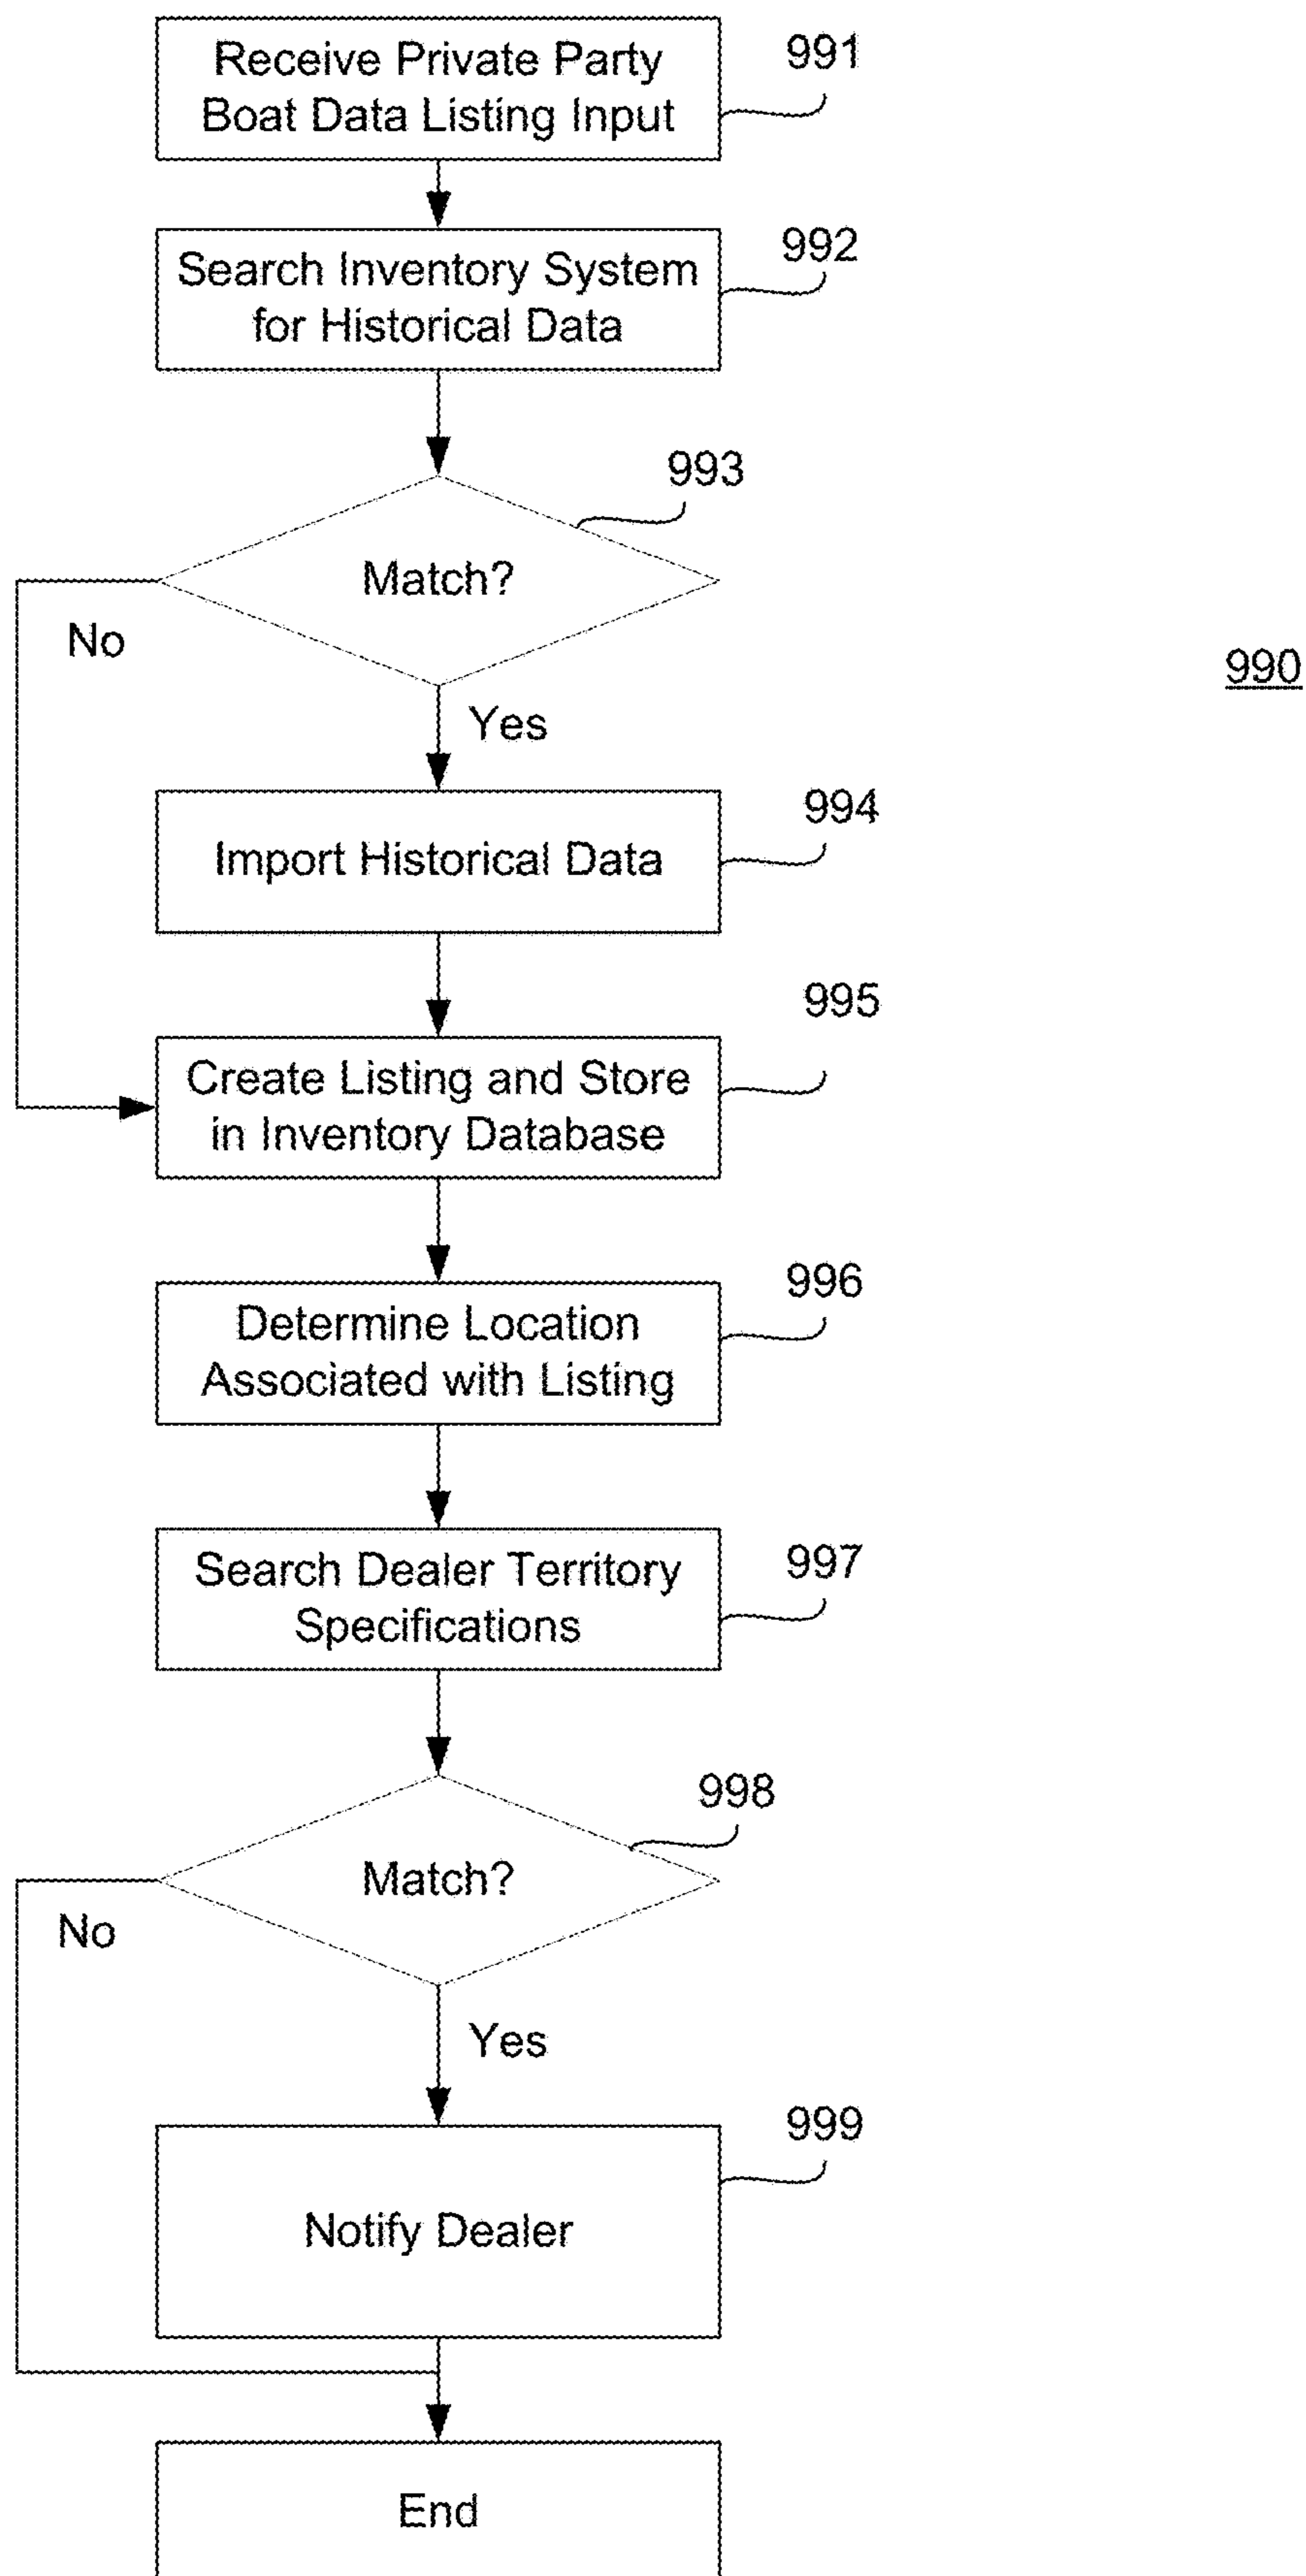 Receive Private Party
Boat Data Listing Input
991
Search Inventory System
for Historical Data
992
993
Match?
No
990
Yes
994
Import Historical Data
995
Create Listing and Store
in Inventory Database
996
Determine Location
Associated with Listing
997
Search Dealer Territory
Specifications
998
Match?
No
Yes
999
Notify Dealer
End